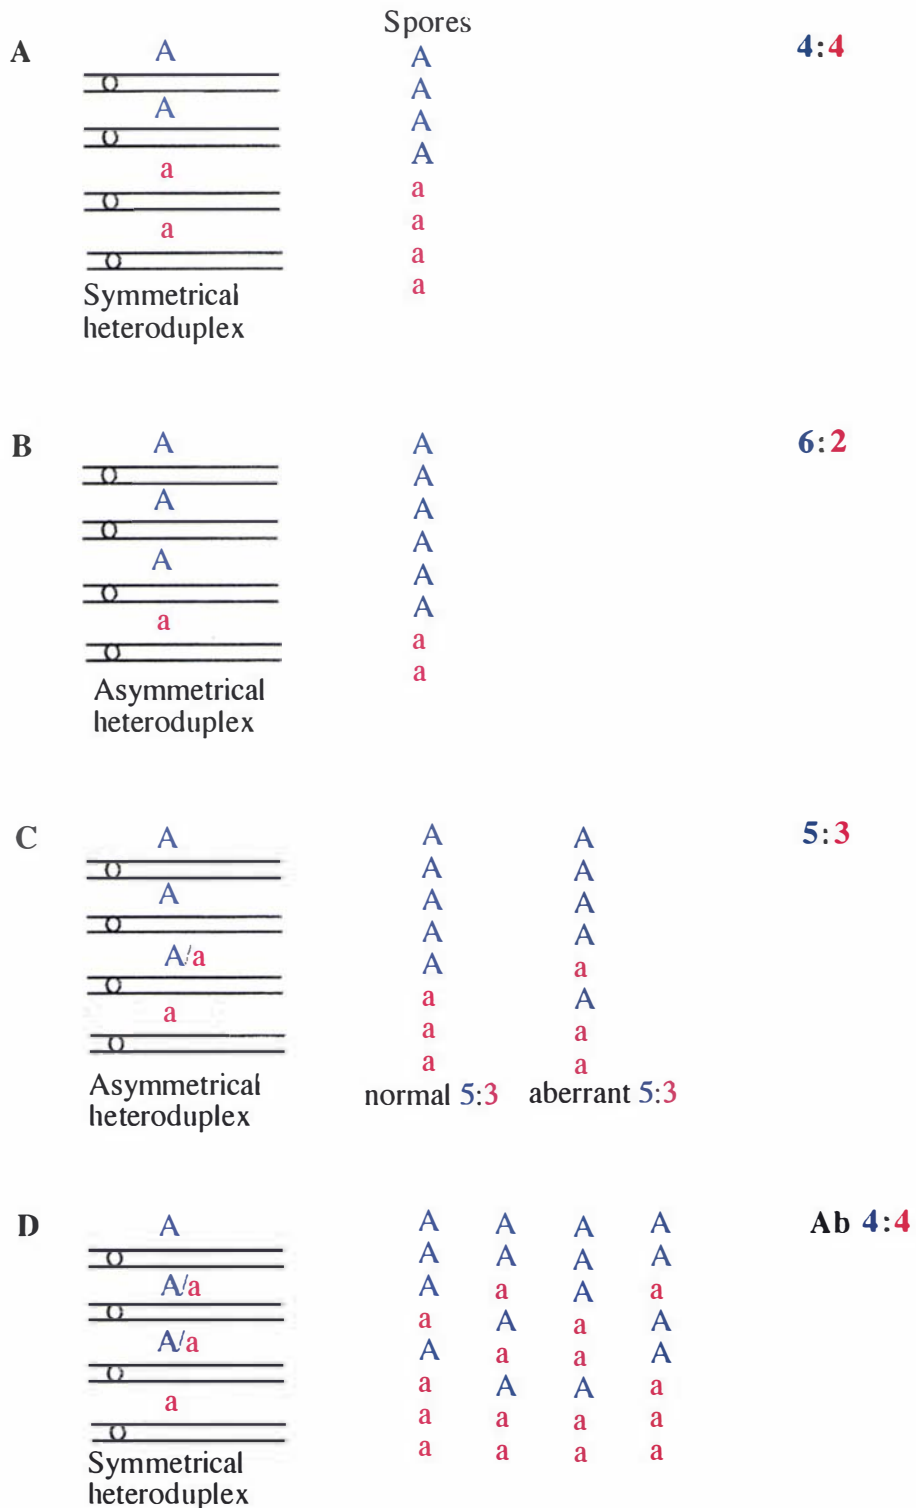 Spores
A
A
4:4
A
A
A
A
A
a
a
a
a
a
a
Symmetrical
heteroduplex
B
A
6:2
A
A
A
A
A
A
A
A
A
a
a
a
Asymmetrical
heteroduplex
C
A
5:3
A
A/a
a
A
A
A
A
A
a
a
a
normal 5:3
A
A
A
A
a
A
a
a
aberrant 5:3
Asymmetrical
heteroduplex
D
A
Ab 4:4
A/a
A/a
a
A A A A
A A A A
A a A a
a A a A
A a a A
a A A a
a a a a
a a a a
Symmetrical
heteroduplex